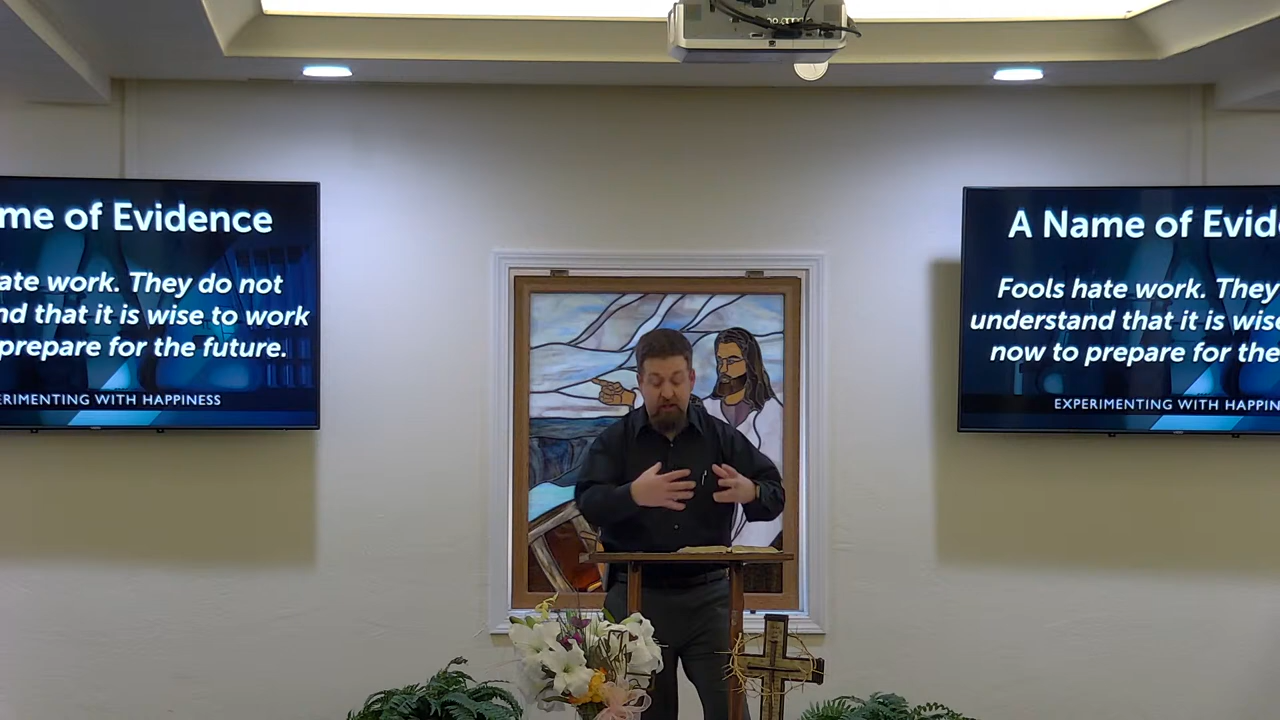 me of Evidence
ate work. They do not
nd that it is wise to work
prepare for the future.
ERIMENTING WITH HAPPINESS
A Name of Evid
Fools hate work. They
understand that it is wise
now to prepare for the
EXPERIMENTING WITH HAPPIN